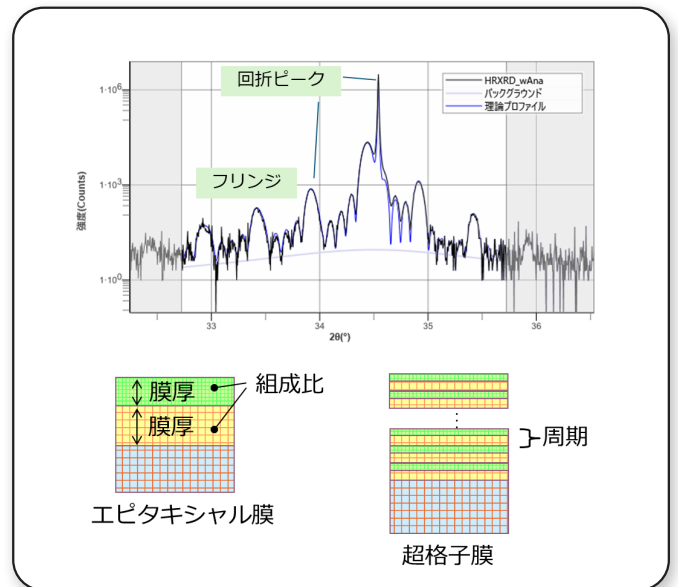 回折ピーク
HRXRD_wAna
バックグラウンド
理論プロファイル
フリンジ
強度(Counts)
1·10⁶
1·10³
1·10⁰
33
34
35
36
2θ(°)
膜厚
組成比
膜厚
周期
エピタキシャル膜
超格子膜